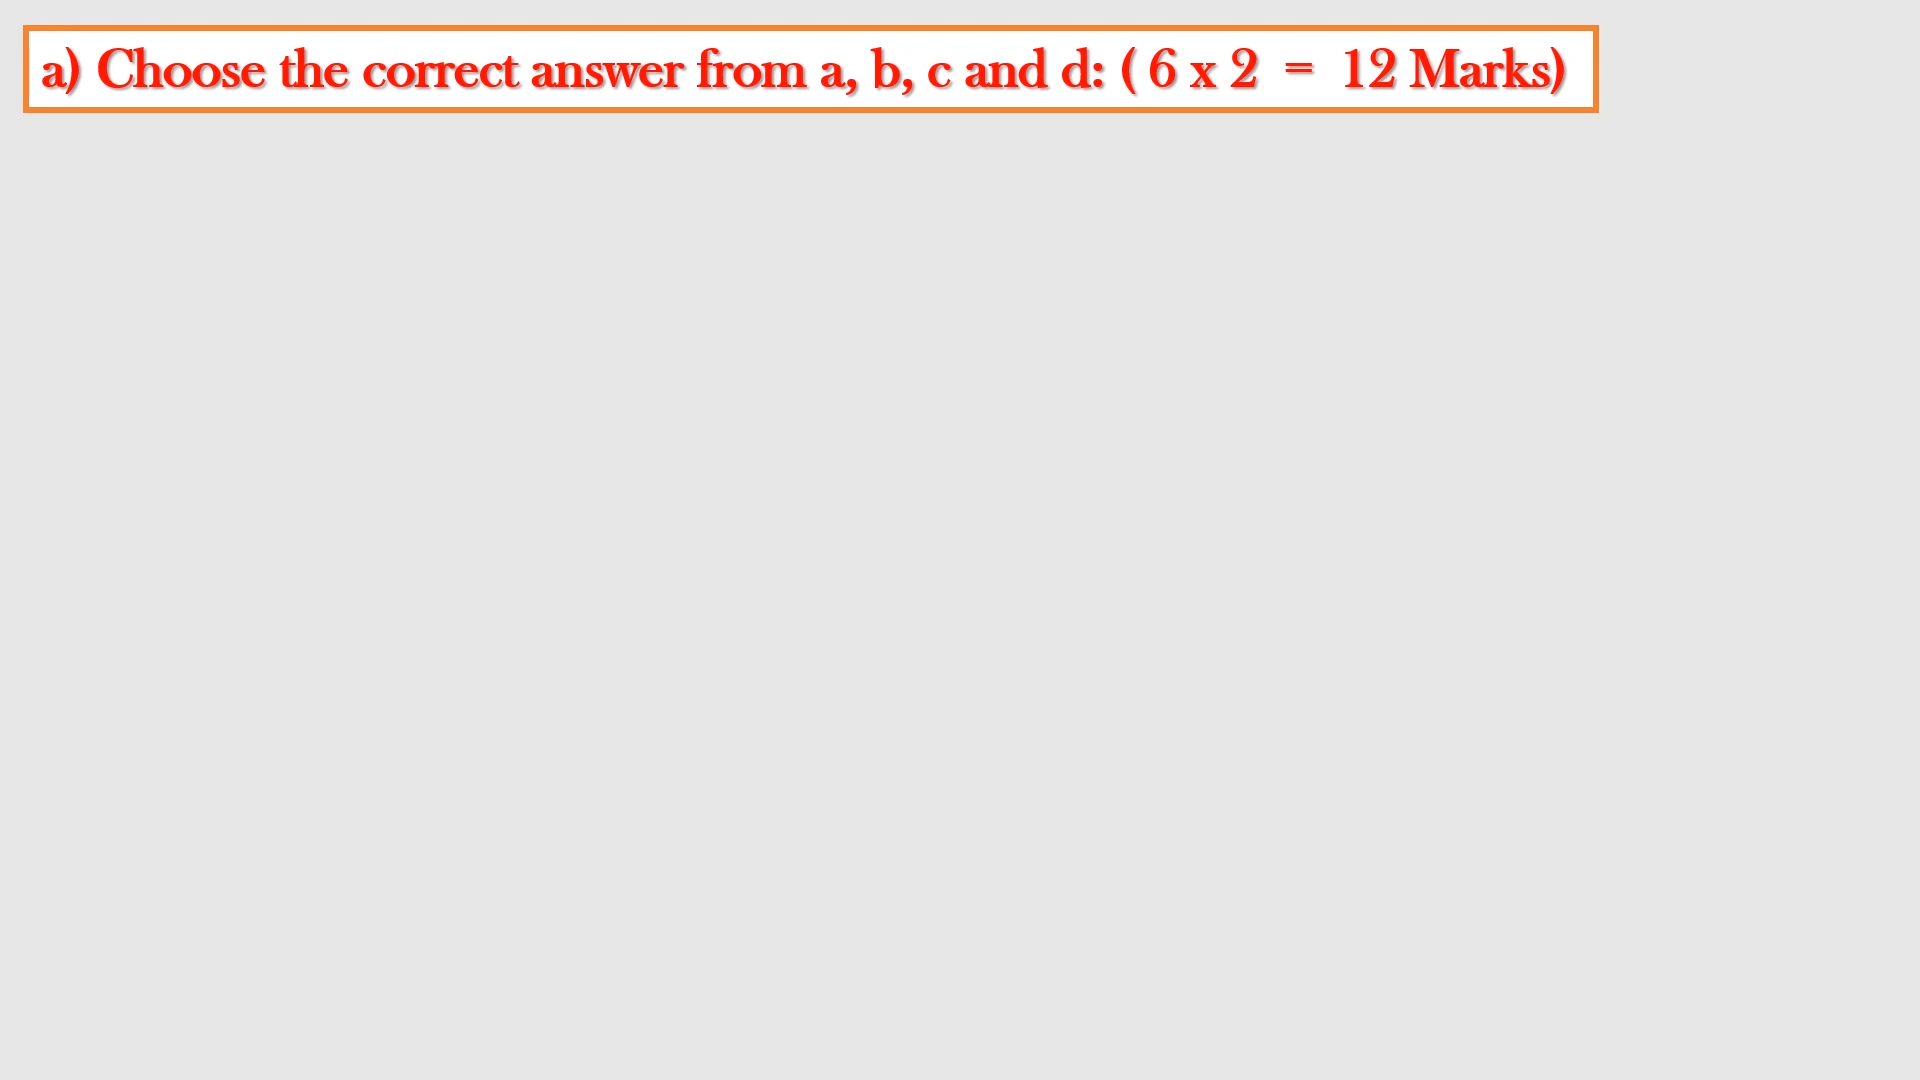 a) Choose the correct answer from a, b, c and d: ( 6 x 2 = 12 Marks)